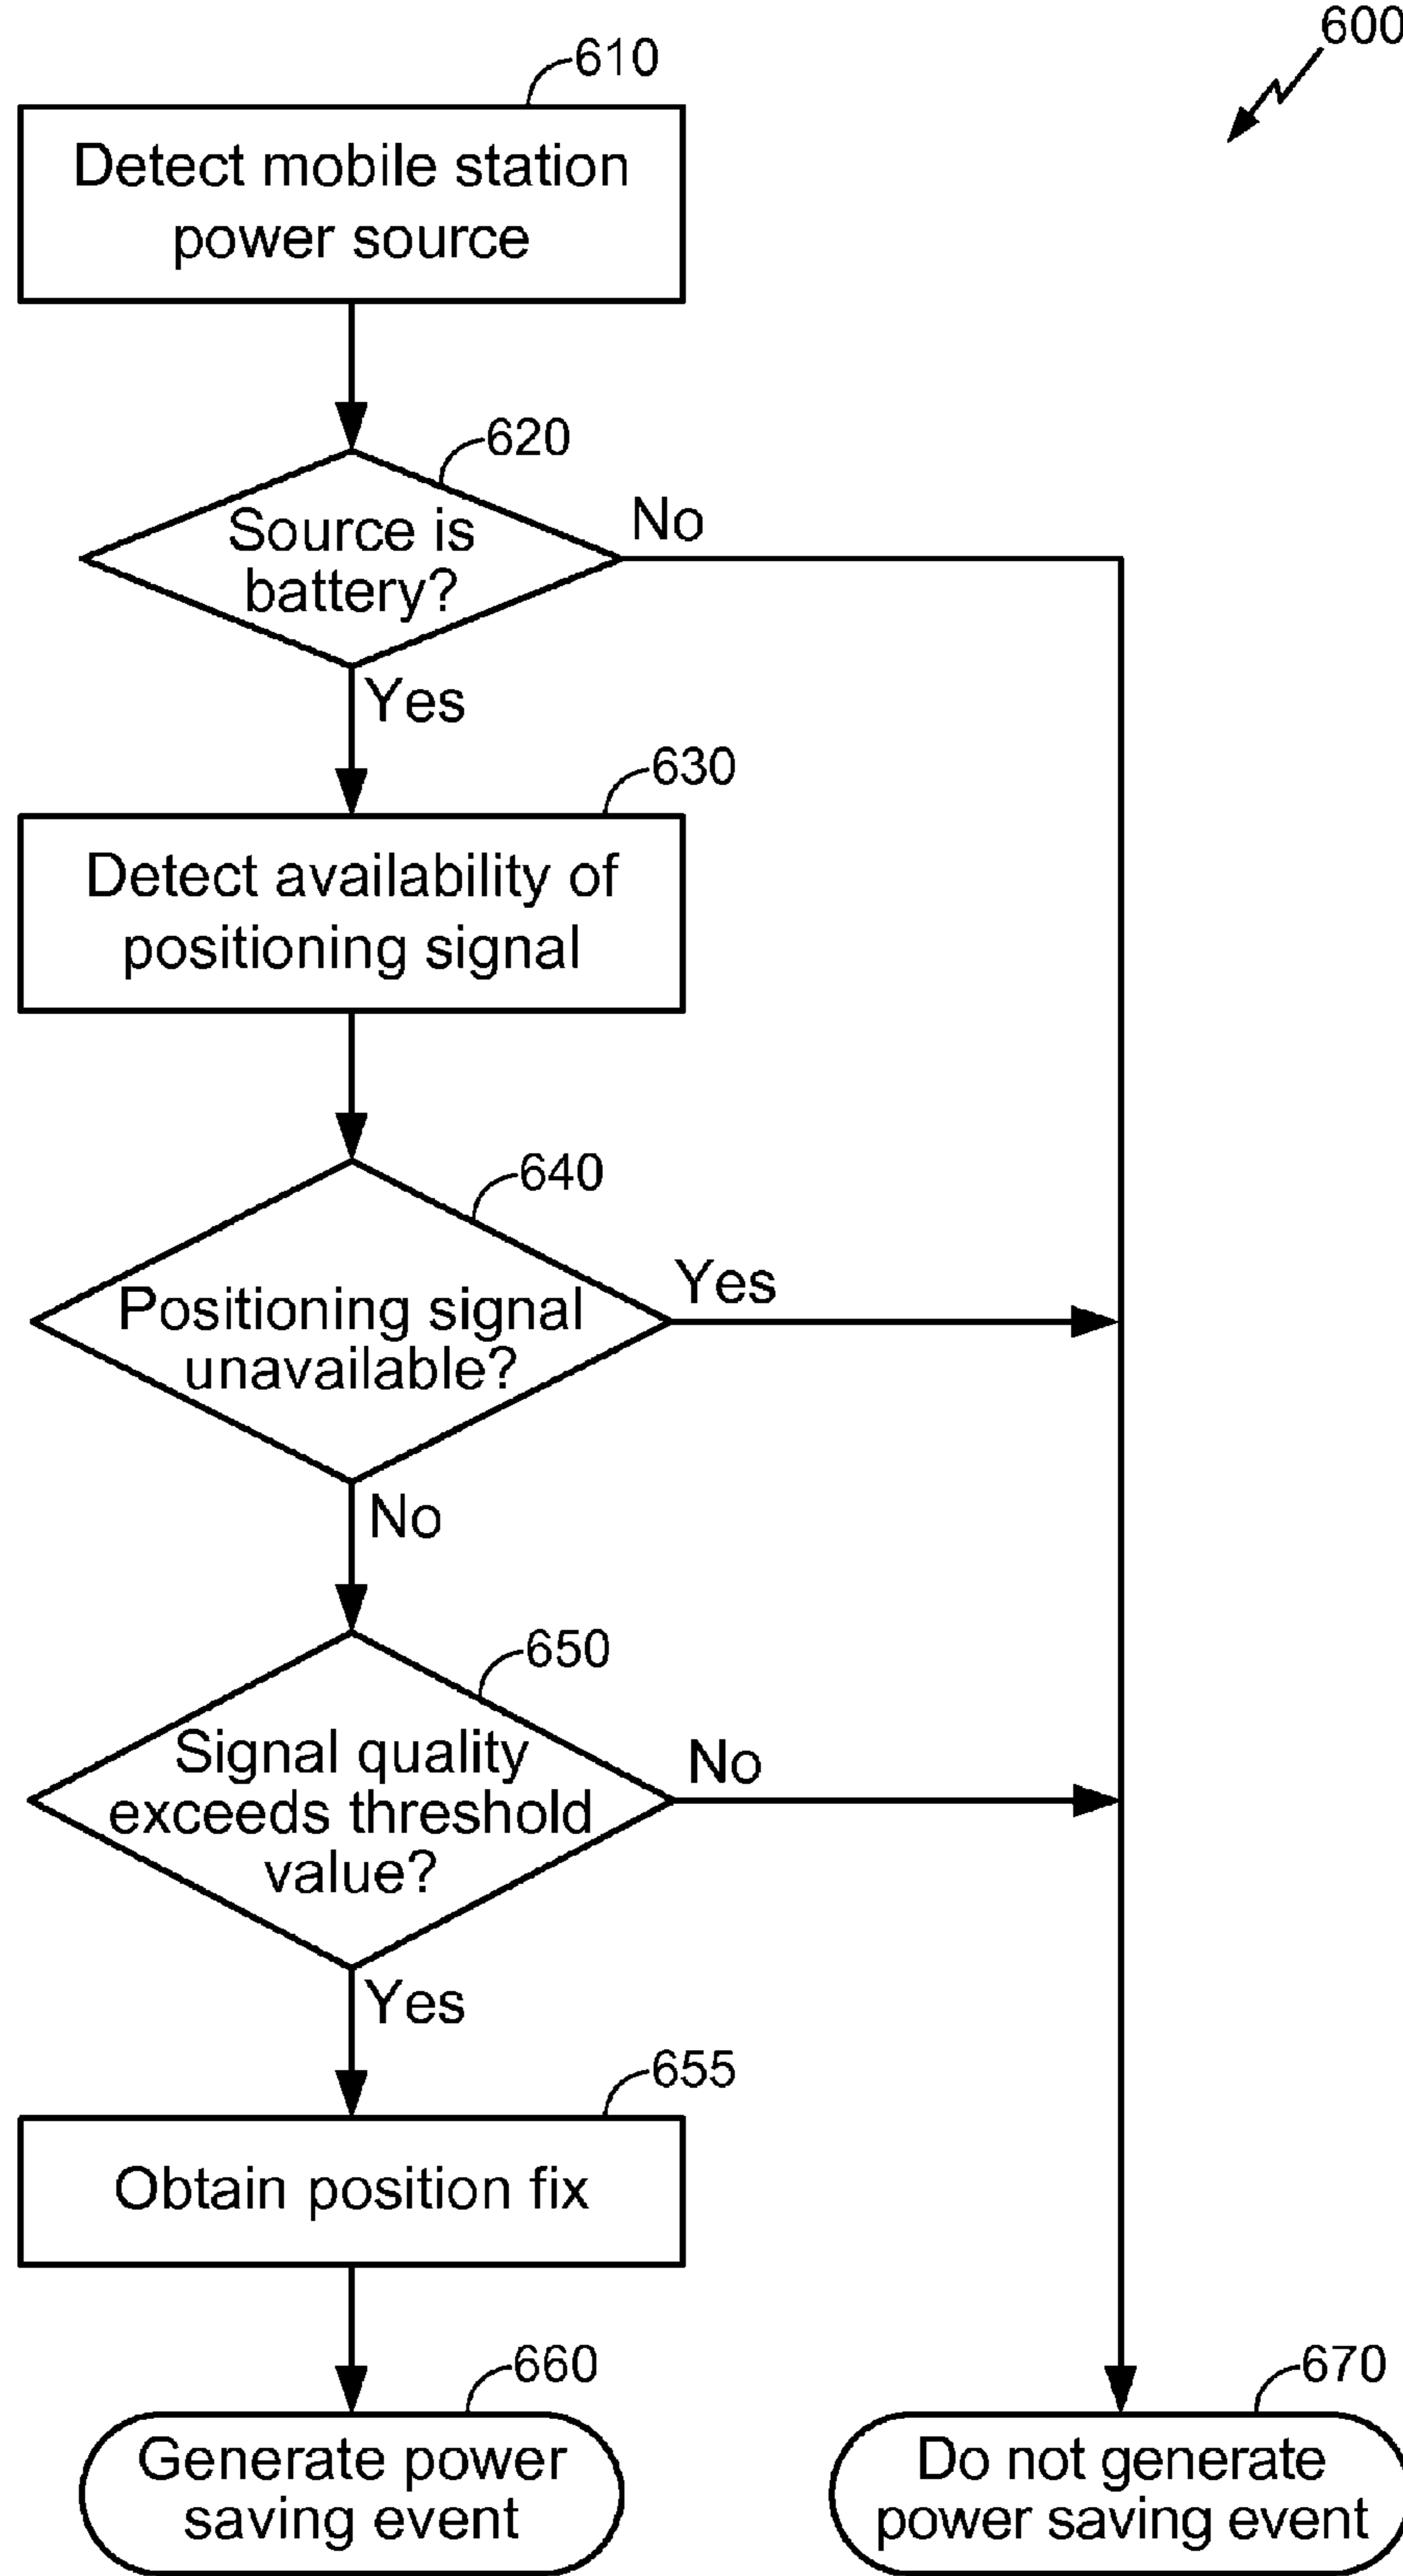 600
610
Detect mobile station
power source
620
Source is
battery?
No
Yes
630
Detect availability of
positioning signal
640
Positioning signal
unavailable?
Yes
No
650
Signal quality
exceeds threshold
value?
No
Yes
655
Obtain position fix
660
Generate power
saving event
670
Do not generate
power saving event